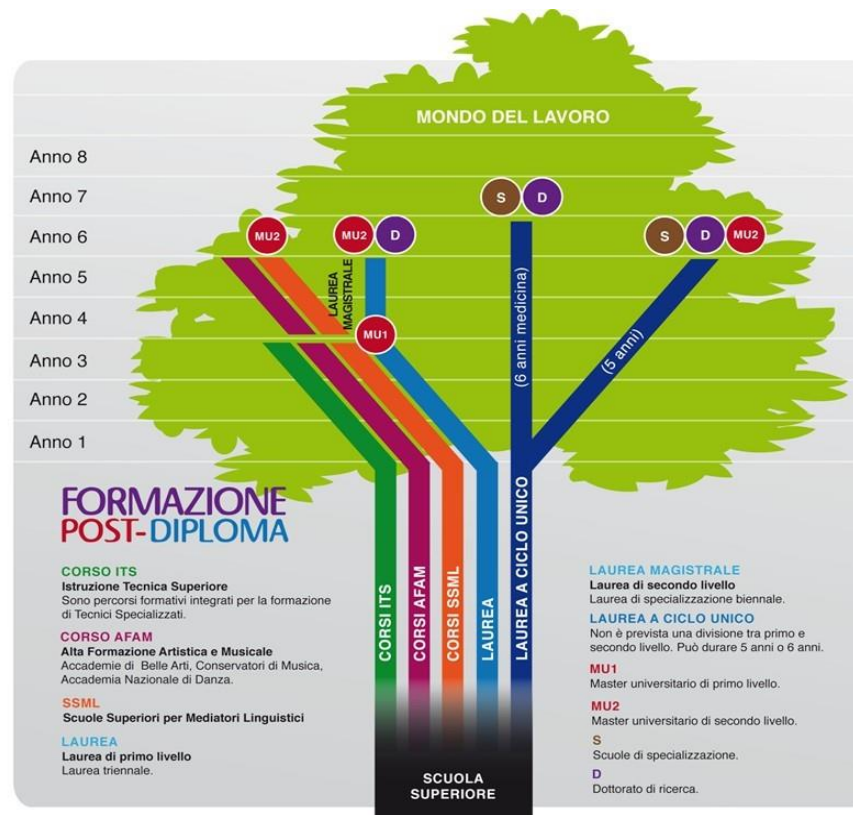 MONDO DEL LAVORO
Anno 8
Anno 7
S
D
Anno 6
MU2
MU2
D
S
D
MU2
Anno 5
LAUREA
MAGISTRALE
Anno 4
MU1
(6 anni medicina)
(5 anni)
Anno 3
Anno 2
Anno 1
CORSI ITS
CORSI AFAM
CORSI SSML
LAUREA
LAUREA A CICLO UNICO
SCUOLA
SUPERIORE
FORMAZIONE
POST-DIPLOMA
CORSO ITS
Istruzione Tecnica Superiore
Sono percorsi formativi integrati per la formazione
di Tecnici Specializzati.
CORSO AFAM
Alta Formazione Artistica e Musicale
Accademie di Belle Arti, Conservatori di Musica,
Accademia Nazionale di Danza.
SSML
Scuole Superiori per Mediatori Linguistici
LAUREA
Laurea di primo livello
Laurea triennale.
LAUREA MAGISTRALE
Laurea di secondo livello
Laurea di specializzazione biennale.
LAUREA A CICLO UNICO
Non è prevista una divisione tra primo e
secondo livello. Può durare 5 anni o 6 anni.
MU1
Master universitario di primo livello.
MU2
Master universitario di secondo livello.
S
Scuole di specializzazione.
D
Dottorato di ricerca.